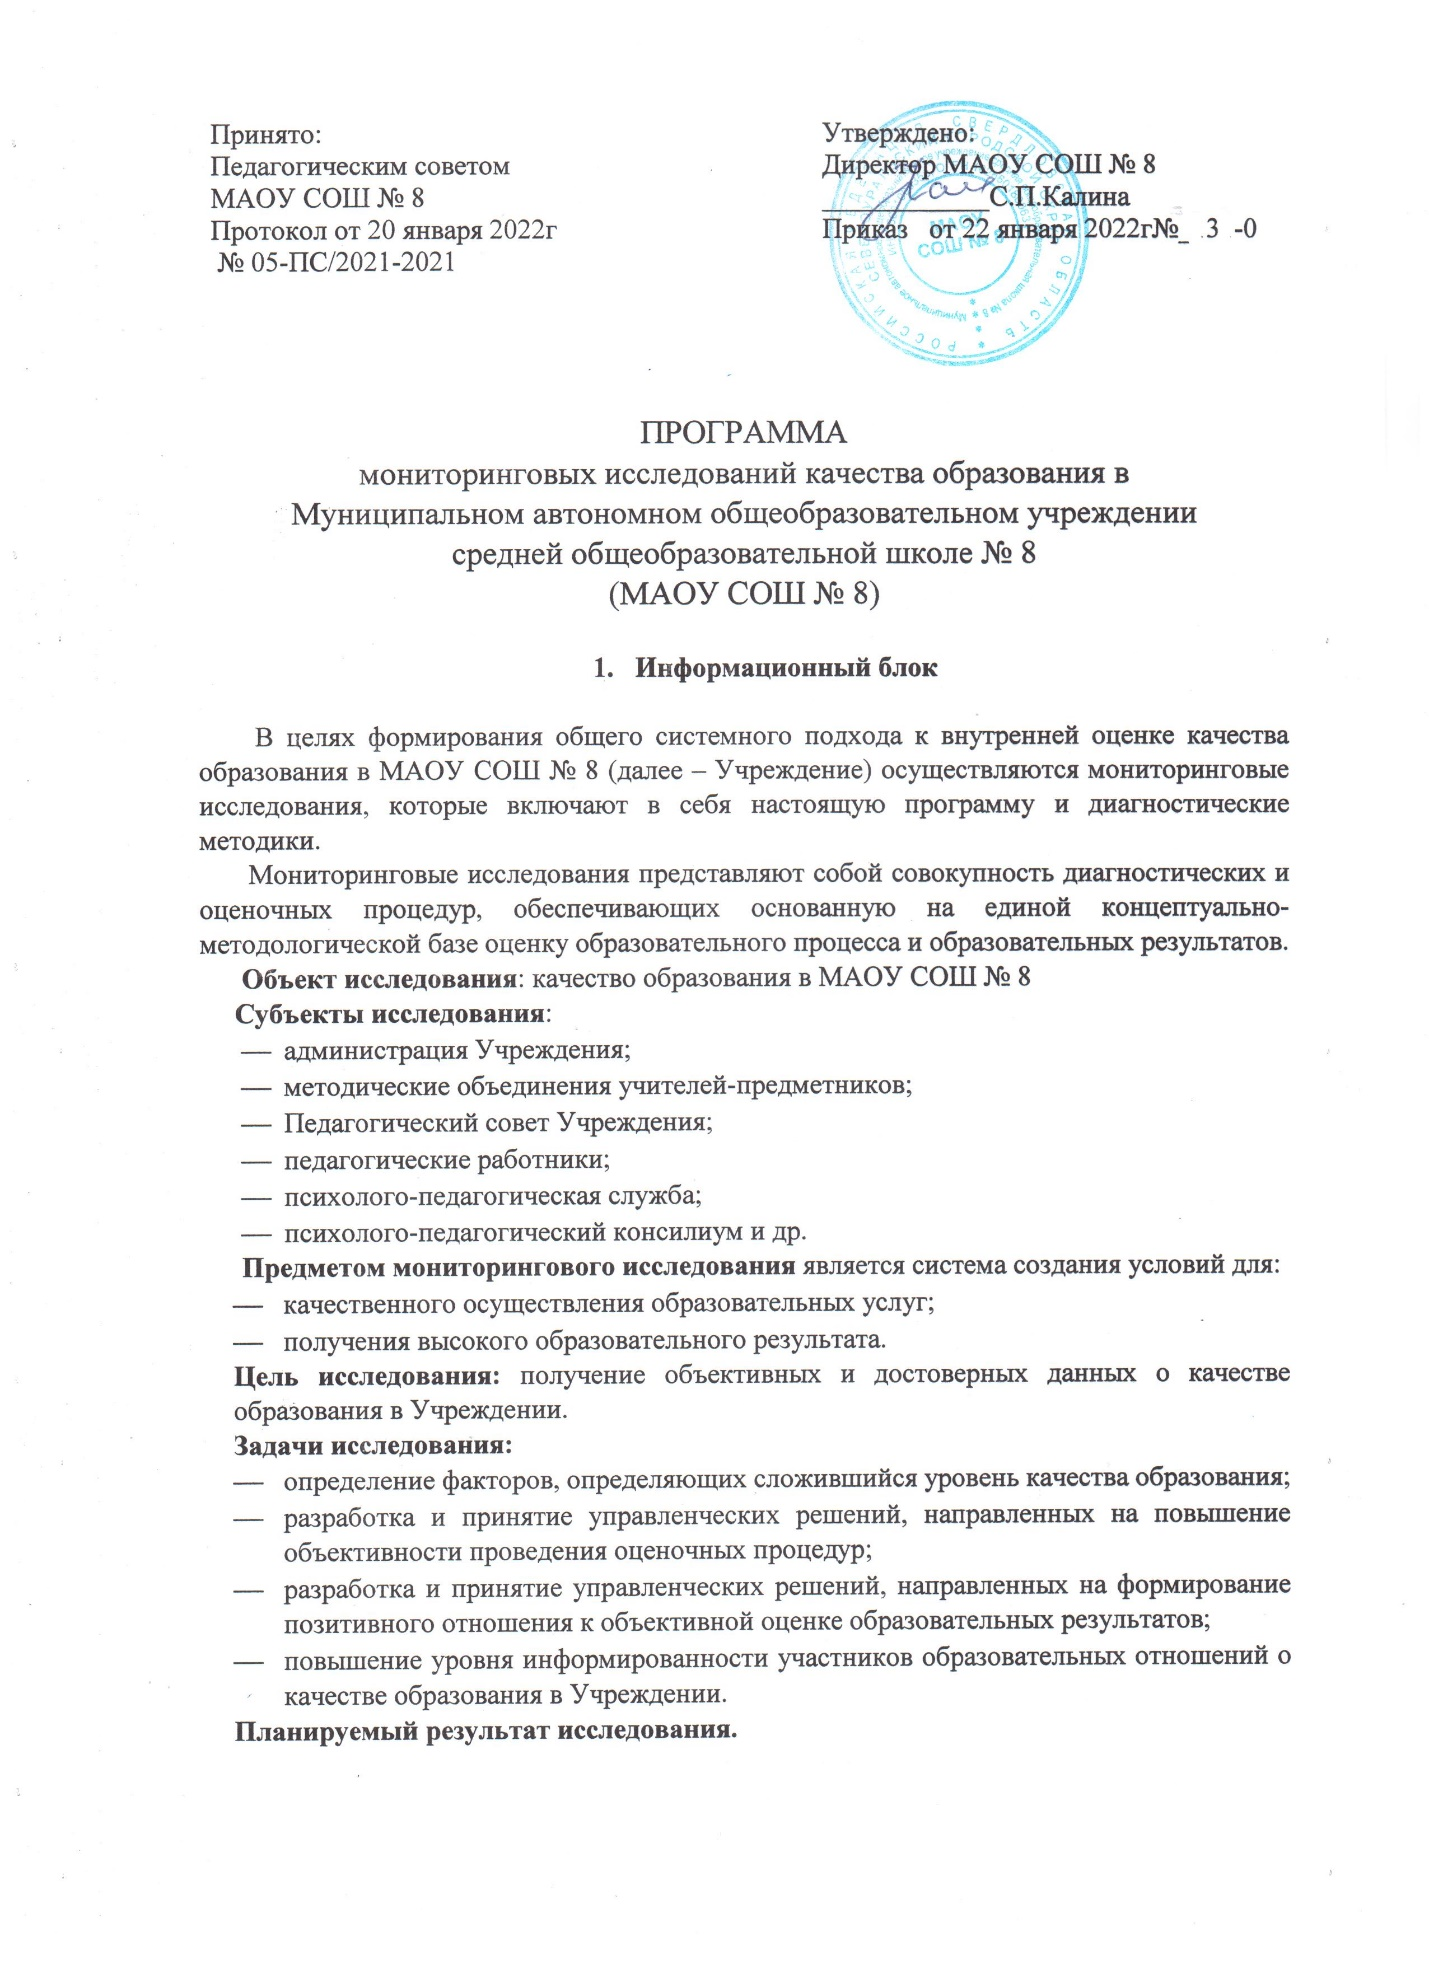 Принято:
Педагогическим советом
МАОУ СОШ № 8
Протокол от 20 января 2022г
№ 05-ПС/2021-2021
Утверждено:
Директор МАОУ СОШ № 8
____________С.П.Калина
Приказ от 22 января 2022г№_ 3 -0
МАОУ
СОШ № 8
ПРОГРАММА
мониторинговых исследований качества образования в
Муниципальном автономном общеобразовательном учреждении
средней общеобразовательной школе № 8
(МАОУ СОШ № 8)
1. Информационный блок
В целях формирования общего системного подхода к внутренней оценке качества
образования в МАОУ СОШ № 8 (далее – Учреждение) осуществляются мониторинговые
исследования, которые включают в себя настоящую программу и диагностические
методики.
Мониторинговые исследования представляют собой совокупность диагностических и
оценочных процедур, обеспечивающих основанную на единой концептуально-
методологической базе оценку образовательного процесса и образовательных результатов.
Объект исследования: качество образования в МАОУ СОШ № 8
Субъекты исследования:
— администрация Учреждения;
— методические объединения учителей-предметников;
— Педагогический совет Учреждения;
— педагогические работники;
— психолого-педагогическая служба;
— психолого-педагогический консилиум и др.
Предметом мониторингового исследования является система создания условий для:
— качественного осуществления образовательных услуг;
— получения высокого образовательного результата.
Цель исследования: получение объективных и достоверных данных о качестве
образования в Учреждении.
Задачи исследования:
— определение факторов, определяющих сложившийся уровень качества образования;
— разработка и принятие управленческих решений, направленных на повышение
объективности проведения оценочных процедур;
— разработка и принятие управленческих решений, направленных на формирование
позитивного отношения к объективной оценке образовательных результатов;
— повышение уровня информированности участников образовательных отношений о
качестве образования в Учреждении.
Планируемый результат исследования.